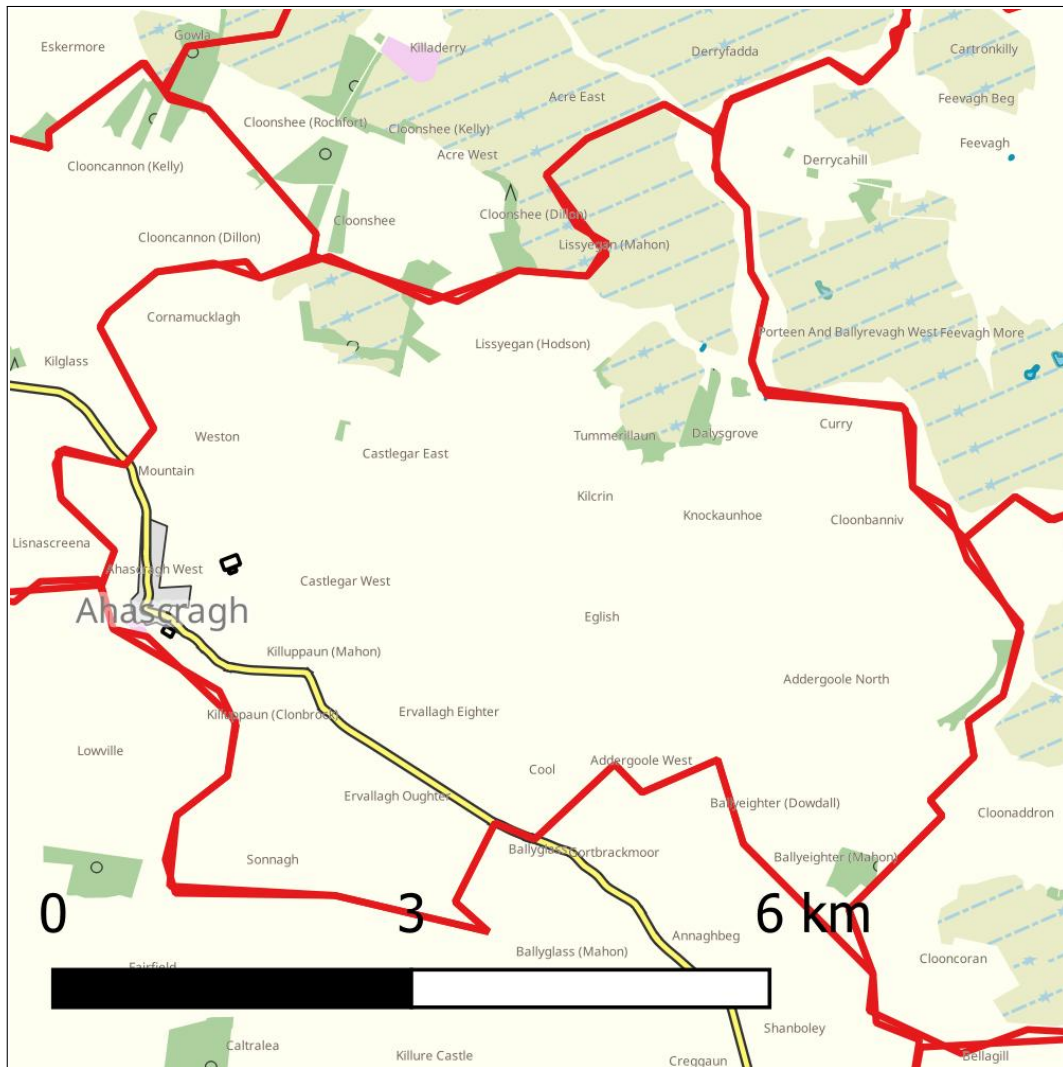 Gowla
Eskermore
Killaderry
Derryfadda
Cartronkilly
Acre East
Feevagh Beg
Cloonshee (Rochfort)
Cloonshee (Kelly)
Feevagh
Acre West
Derrycahill
Clooncannon (Kelly)
Cloonshee
Cloonshee (Dillon)
Clooncannon (Dillon)
Lissyegan (Mahon)
Cornamucklagh
Porteen And Ballyrevagh West
Feevagh More
Lissyegan (Hodson)
Kilglass
Curry
Weston
Tummerillaun
Dalysgrove
Castlegar East
Mountain
Kilcrin
Knockaunhoe
Cloonbanniv
Lisnascreena
Ahascragh West
Castlegar West
Ahascragh
Eglish
Killuppaun (Mahon)
Addergoole North
Killuppaun (Clonbrock)
Ervallagh Eighter
Lowville
Addergoole West
Cool
Ervallagh Oughter
Ballyeighter (Dowdall)
Cloonaddron
Ballyglass
Gortbrackmoor
Sonnagh
Ballyeighter (Mahon)
0 3 6 km
Annaghbeg
Ballyglass (Mahon)
Clooncoran
Fairfield
Shanboley
Caltralea
Killure Castle
Creggaun
Bellagill